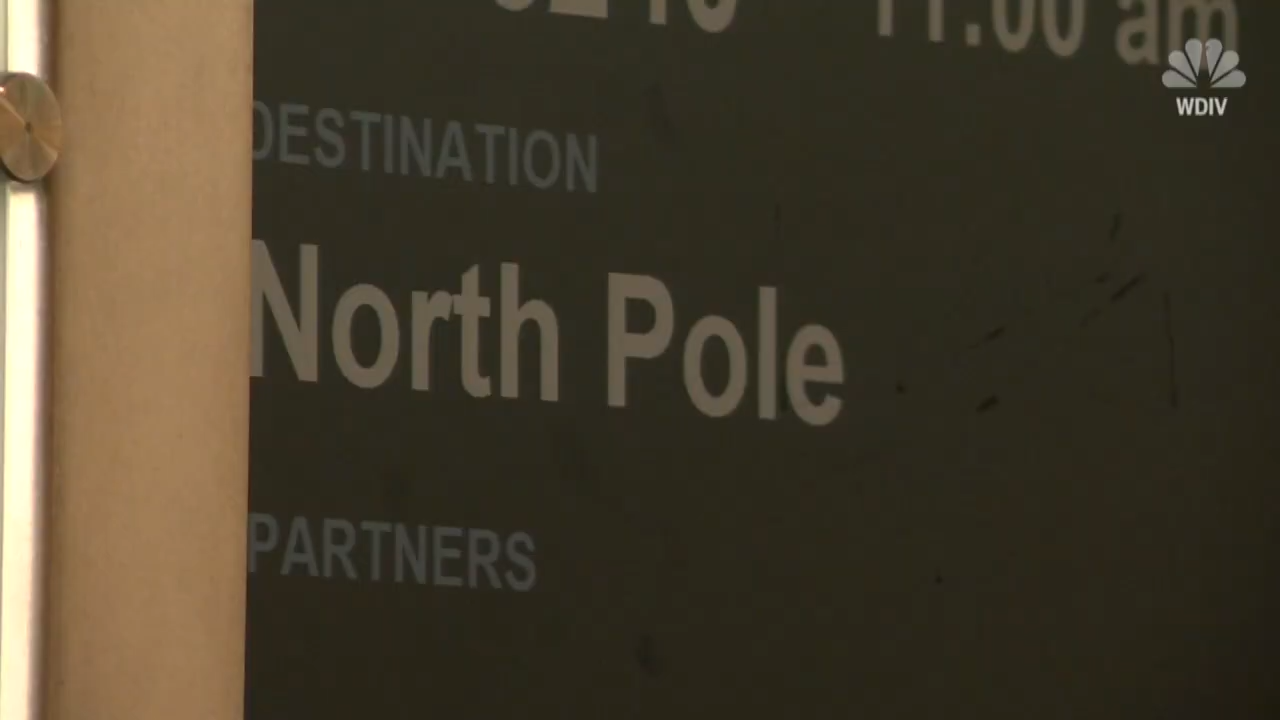 11:00 am
WDIV
DESTINATION
North Pole
PARTNERS